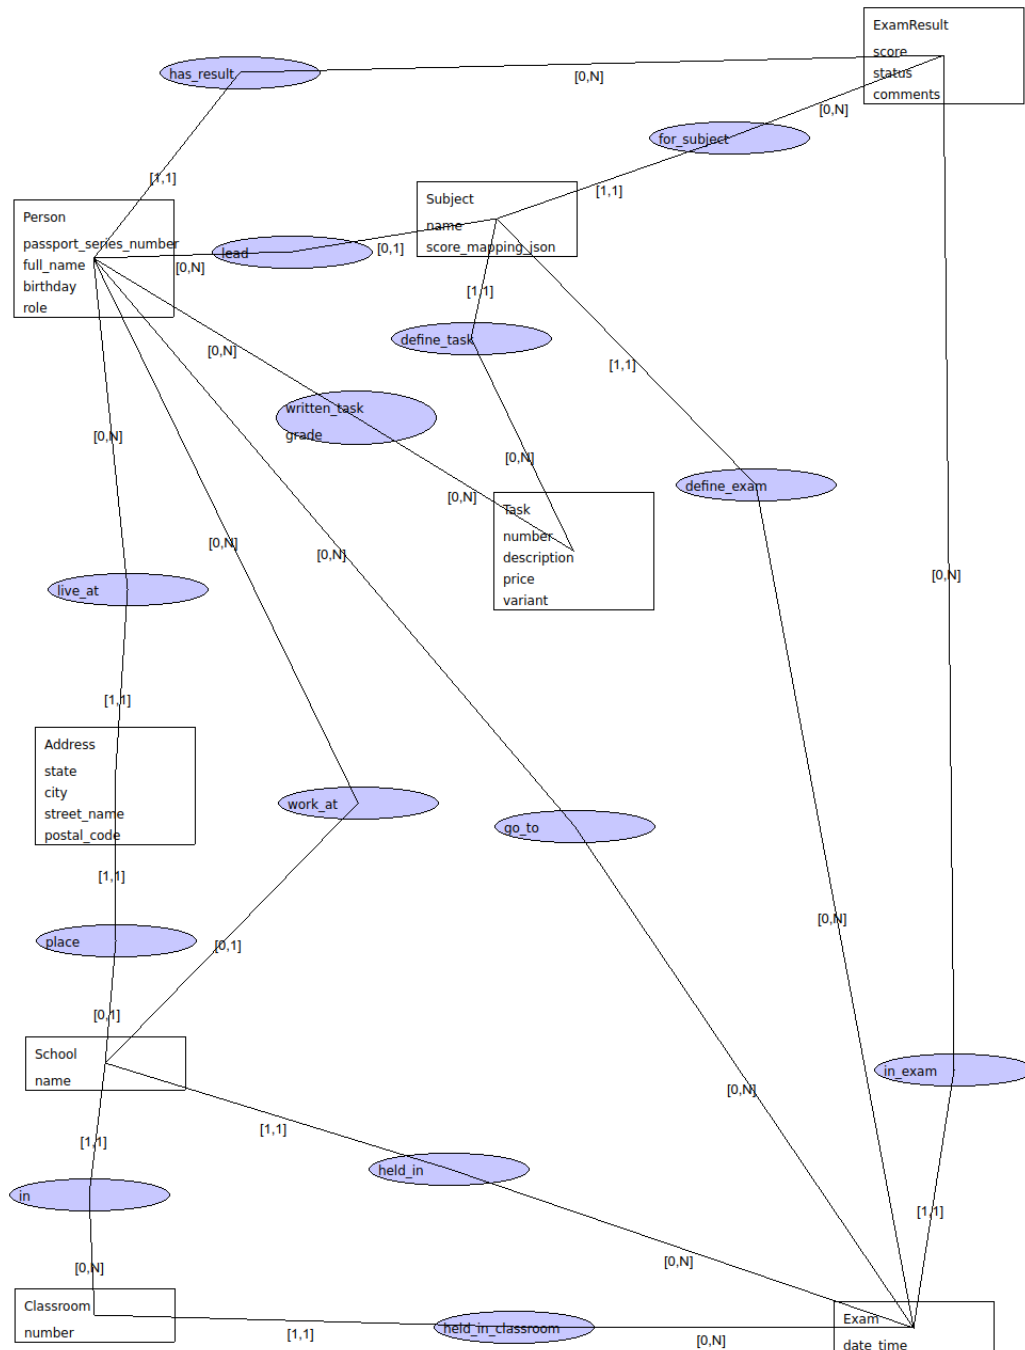 ExamResult
score
status
comments
has_result
[0,N]
[0,N]
for_subject
[1,1]
[1,1]
Subject
name
score_mapping_json
Person
passport_series_number
full_name
birthday
role
lead
[0,N]
[0,1]
[1,1]
define_task
[0,N]
[1,1]
written_task
grade
[0,N]
[0,N]
[0,N]
define_exam
Task
number
description
price
variant
[0,N]
[0,N]
[0,N]
live_at
[1,1]
Address
state
city
street_name
postal_code
work_at
go_to
[1,1]
[0,N]
place
[0,1]
[0,1]
School
name
in_exam
[0,N]
[1,1]
[1,1]
held_in
in
[1,1]
[0,N]
[0,N]
Classroom
number
[1,1]
held_in_classroom
[0,N]
Exam
date_time